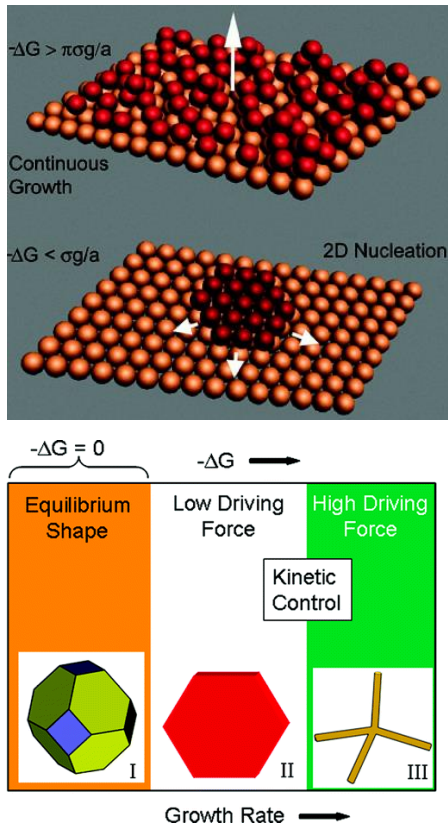 -ΔG > πσg/a
Continuous
Growth
-ΔG < σg/a
2D Nucleation
-ΔG = 0
-ΔG
Equilibrium
Shape
Low Driving
Force
High Driving
Force
Kinetic
Control
I
II
III
Growth Rate